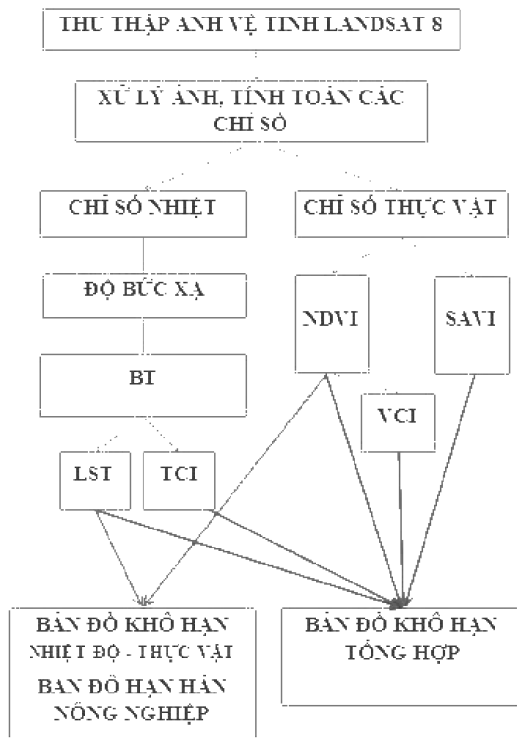 THU THẬP ẢNH VỆ TINH LANDSAT 8
XỬ LÝ ẢNH, TÍNH TOÁN CÁC
CHỈ SỐ
CHỈ SỐ NHIỆT
CHỈ SỐ THỰC VẬT
ĐỘ BỨC XẠ
NDVI
SAVI
BT
VCI
LST
TCI
BẢN ĐỒ KHÔ HẠN
NHIỆT ĐỘ - THỰC VẬT
BẢN ĐỒ HẠN HÁN
NÔNG NGHIỆP
BẢN ĐỒ KHÔ HẠN
TỔNG HỢP